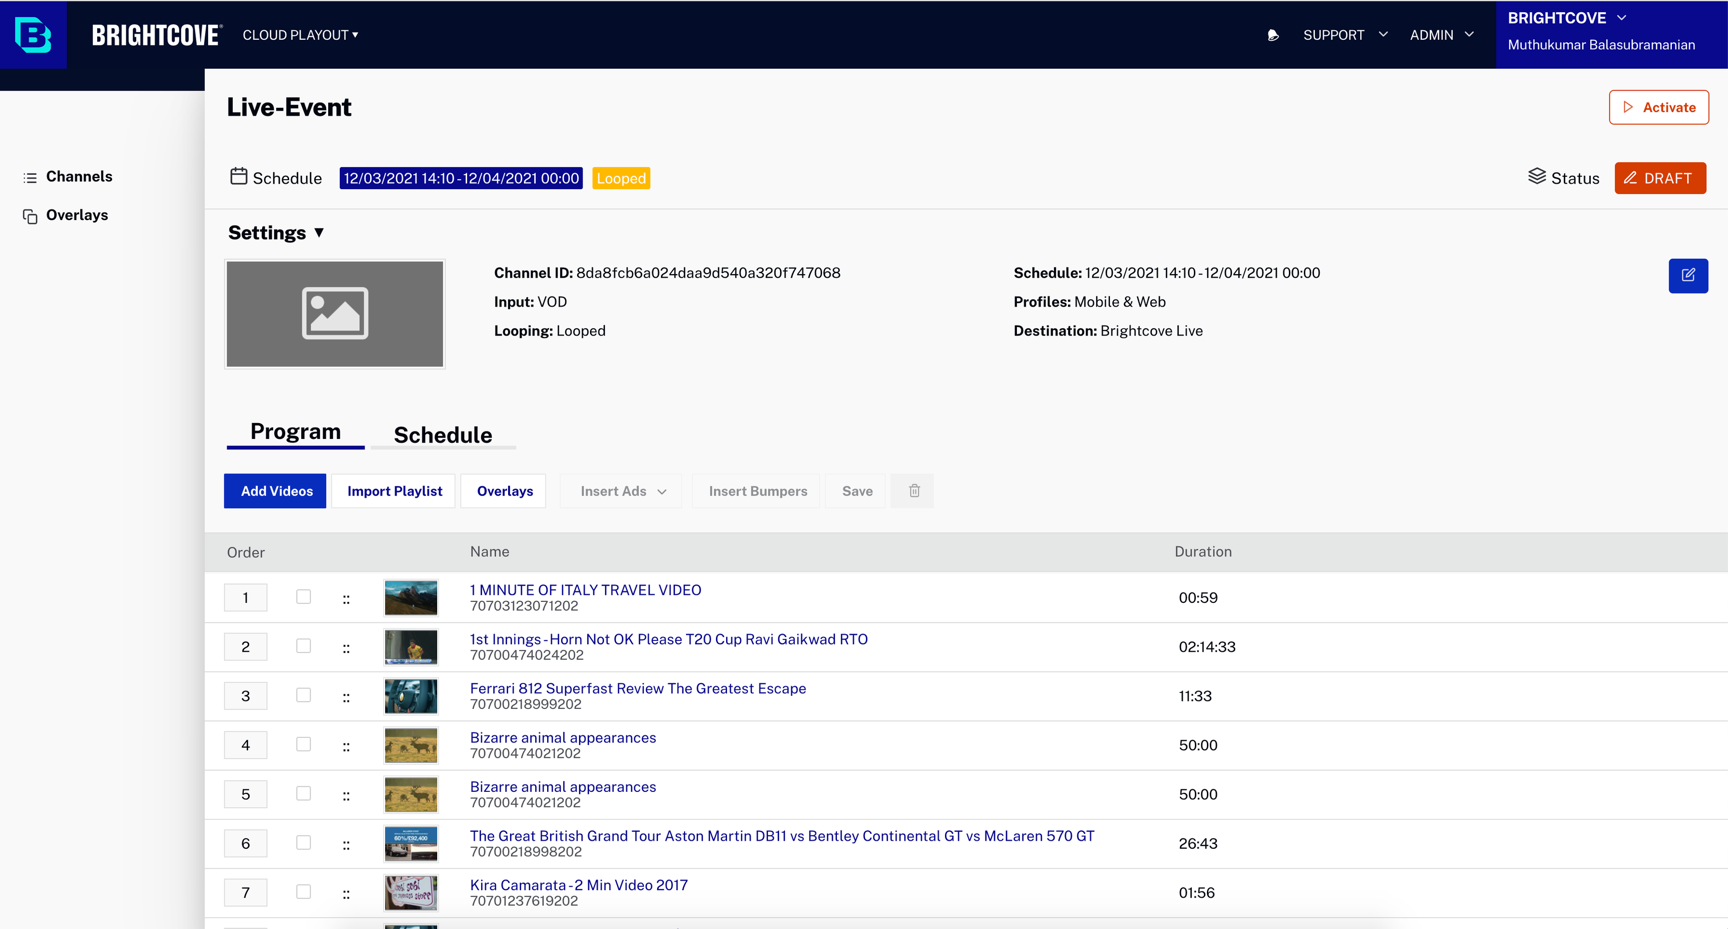 BRIGHTCOVE
CLOUD PLAYOUT ▾
SUPPORT
ADMIN
BRIGHTCOVE
Muthukumar Balasubramanian
Channels
Overlays
Live-Event
Activate
Schedule 12/03/2021 14:10 - 12/04/2021 00:00 Looped
Status DRAFT
Settings ▼
Channel ID: 8da8fcb6a024daa9d540a320f747068
Input: VOD
Looping: Looped
Schedule: 12/03/2021 14:10 - 12/04/2021 00:00
Profiles: Mobile & Web
Destination: Brightcove Live
Program Schedule
Add Videos Import Playlist Overlays Insert Ads Insert Bumpers Save
Order Name Duration
1 1 MINUTE OF ITALY TRAVEL VIDEO 00:59
70703123071202
2 1st Innings - Horn Not OK Please T20 Cup Ravi Gaikwad RTO 02:14:33
70700474024202
3 Ferrari 812 Superfast Review The Greatest Escape 11:33
70700218999202
4 Bizarre animal appearances 50:00
70700474021202
5 Bizarre animal appearances 50:00
70700474021202
6 The Great British Grand Tour Aston Martin DB11 vs Bentley Continental GT vs McLaren 570 GT 26:43
70700218998202
7 Kira Camarata - 2 Min Video 2017 01:56
70701237619202